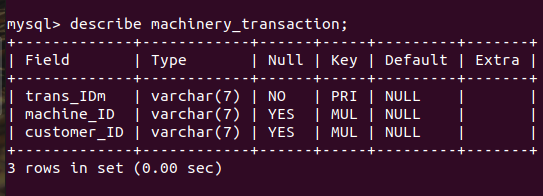 mysql> describe machinery_transaction;
+-------------+------------+------+-----+---------+-------+
| Field       | Type       | Null | Key | Default | Extra |
+-------------+------------+------+-----+---------+-------+
| trans_IDm   | varchar(7) | NO   | PRI | NULL    |       |
| machine_ID  | varchar(7) | YES  | MUL | NULL    |       |
| customer_ID | varchar(7) | YES  | MUL | NULL    |       |
+-------------+------------+------+-----+---------+-------+
3 rows in set (0.00 sec)